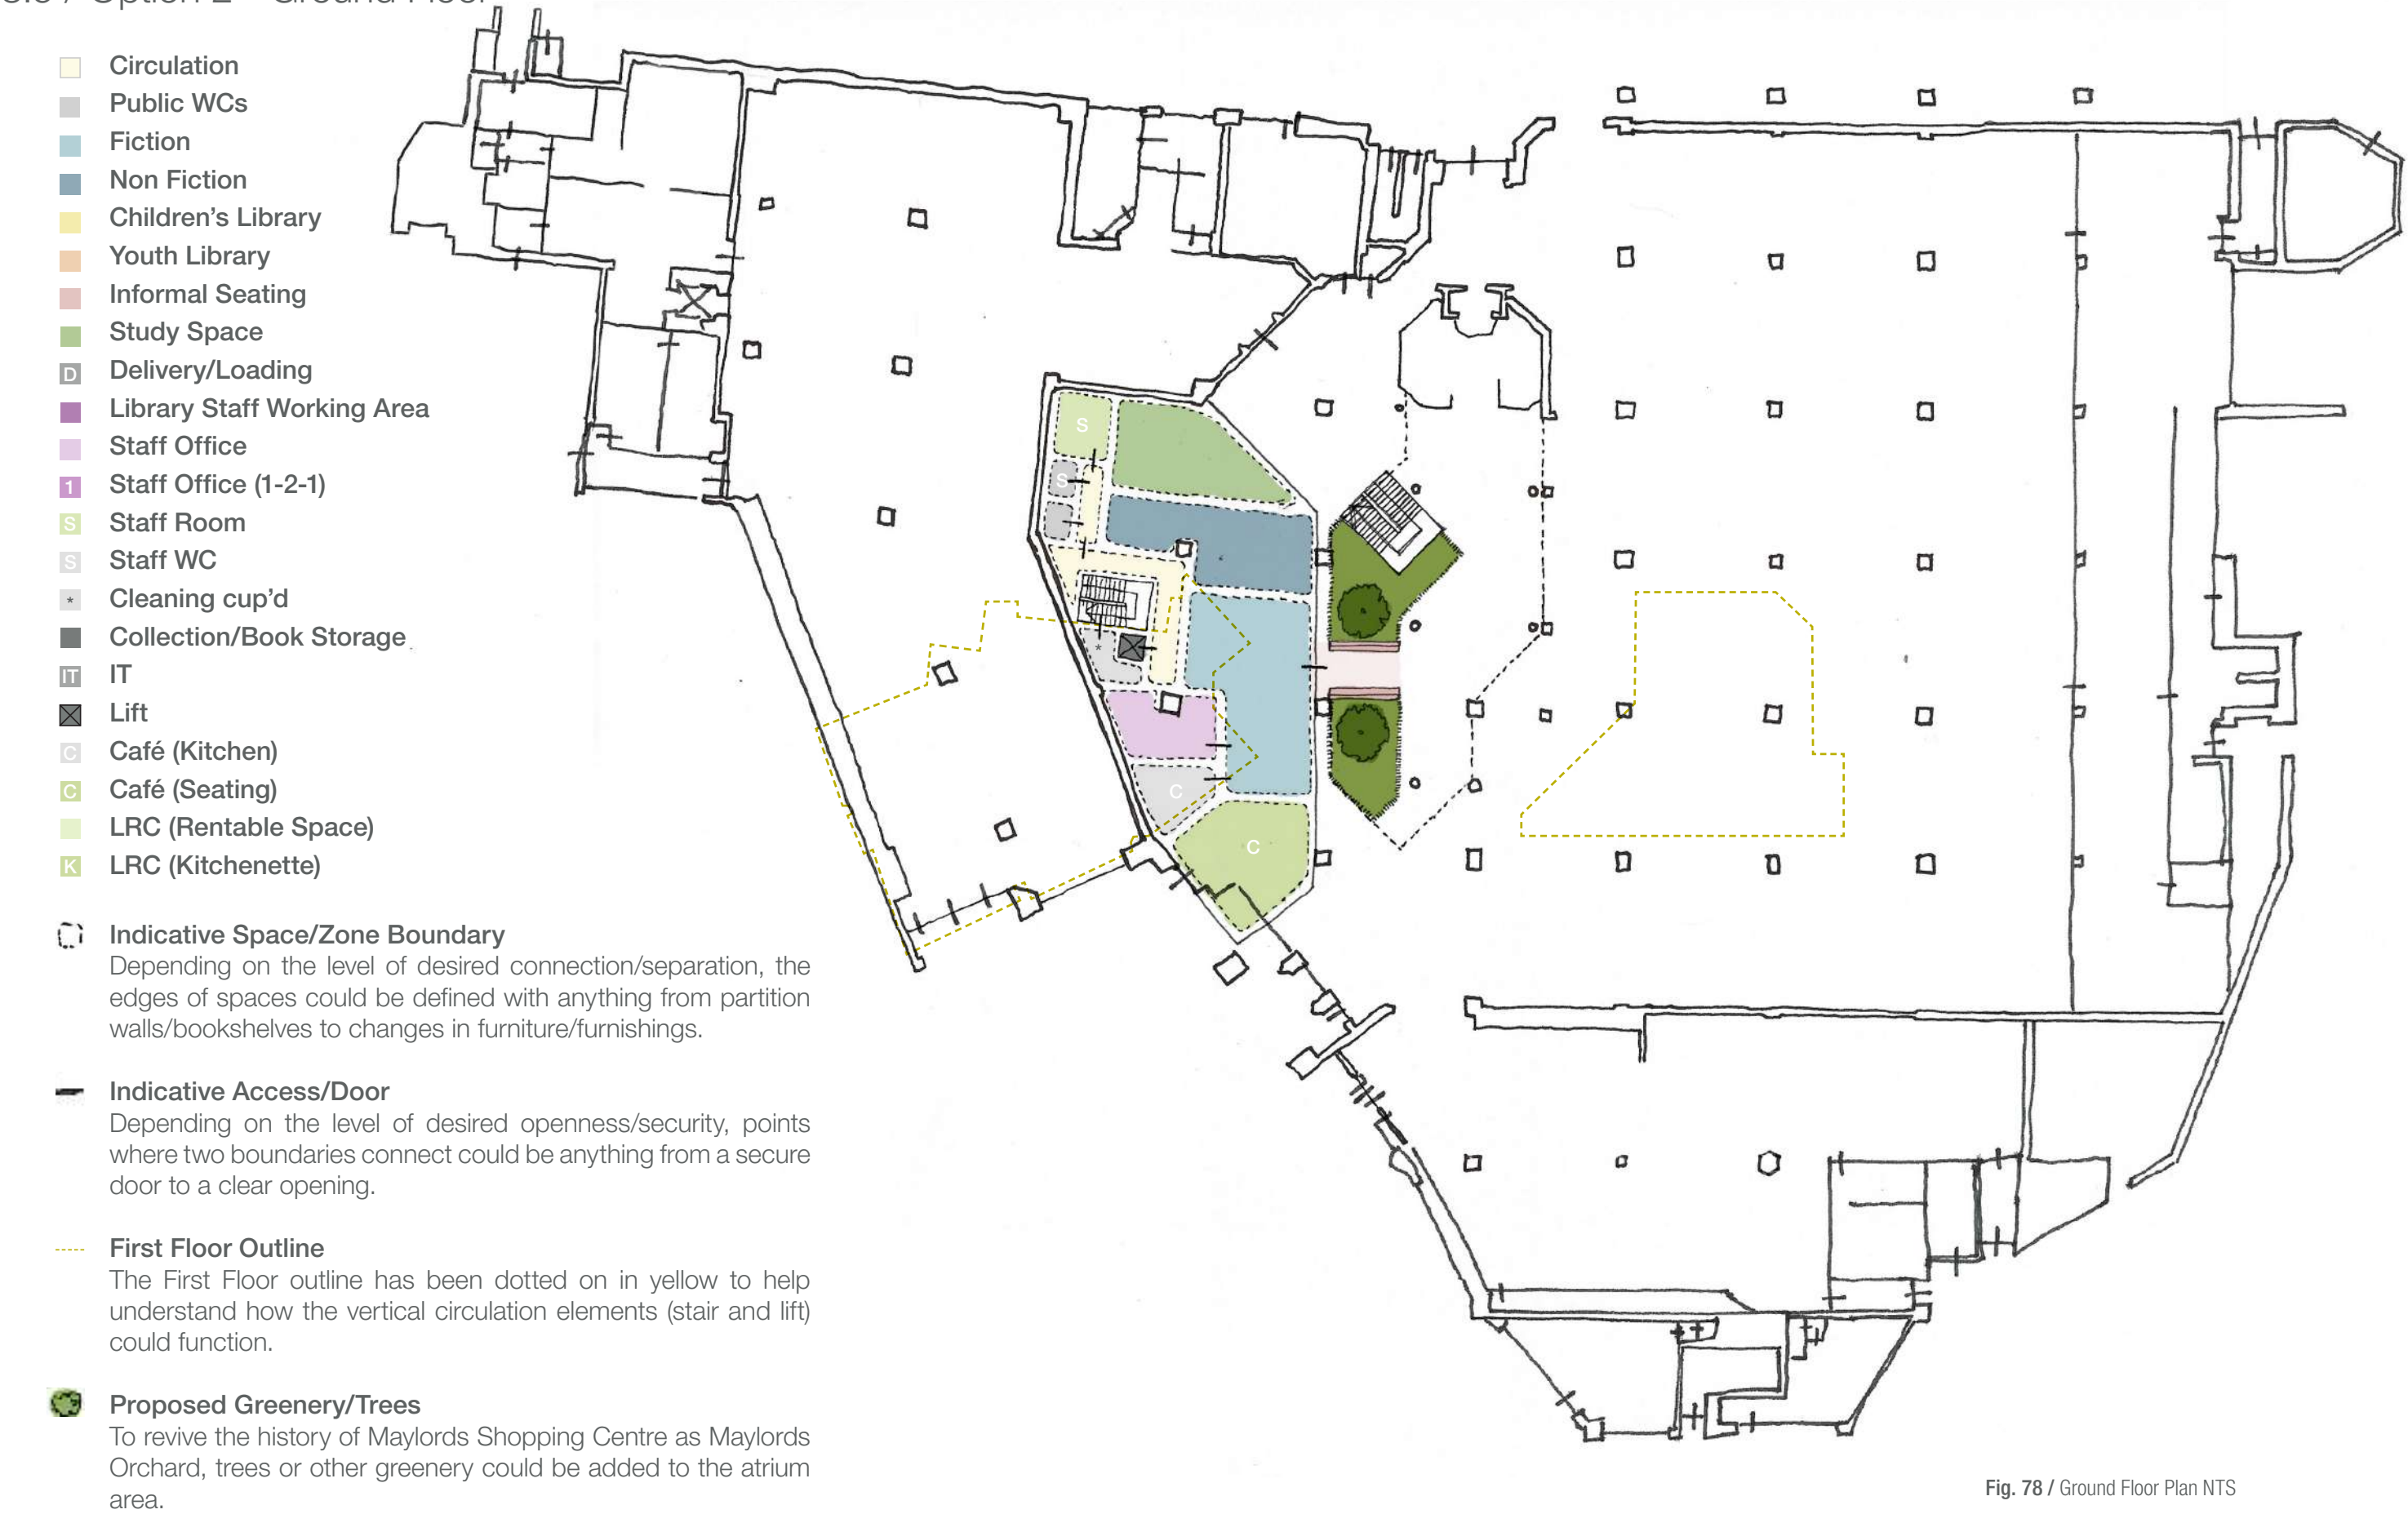 Option 2 - Ground Floor
Circulation
Public WCs
Fiction
Non Fiction
Children's Library
Youth Library
Informal Seating
Study Space
D Delivery/Loading
Library Staff Working Area
Staff Office
1 Staff Office (1-2-1)
S Staff Room
S Staff WC
* Cleaning cup'd
Collection/Book Storage
IT IT
Lift
C Café (Kitchen)
C Café (Seating)
LRC (Rentable Space)
K LRC (Kitchenette)
Indicative Space/Zone Boundary
Depending on the level of desired connection/separation, the
edges of spaces could be defined with anything from partition
walls/bookshelves to changes in furniture/furnishings.
Indicative Access/Door
Depending on the level of desired openness/security, points
where two boundaries connect could be anything from a secure
door to a clear opening.
First Floor Outline
The First Floor outline has been dotted on in yellow to help
understand how the vertical circulation elements (stair and lift)
could function.
Proposed Greenery/Trees
To revive the history of Maylords Shopping Centre as Maylords
Orchard, trees or other greenery could be added to the atrium
area.
S
S
*
C
C
Fig. 78 / Ground Floor Plan NTS